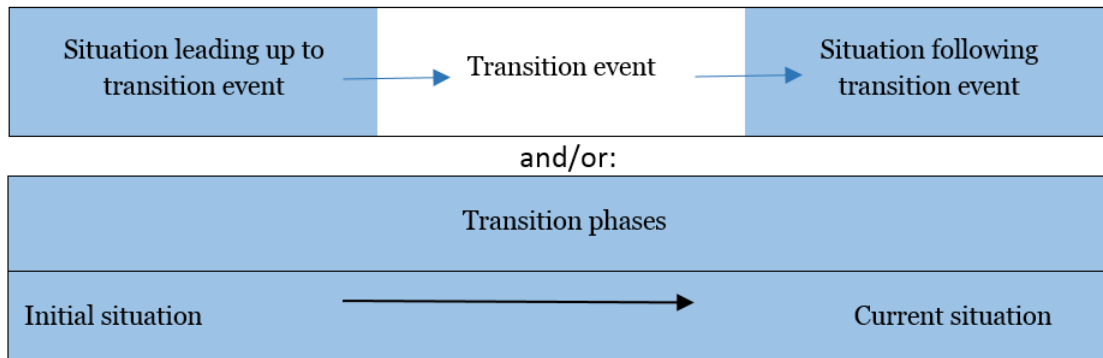 Situation leading up to
transition event
Transition event
Situation following
transition event
and/or:
Transition phases
Initial situation
Current situation